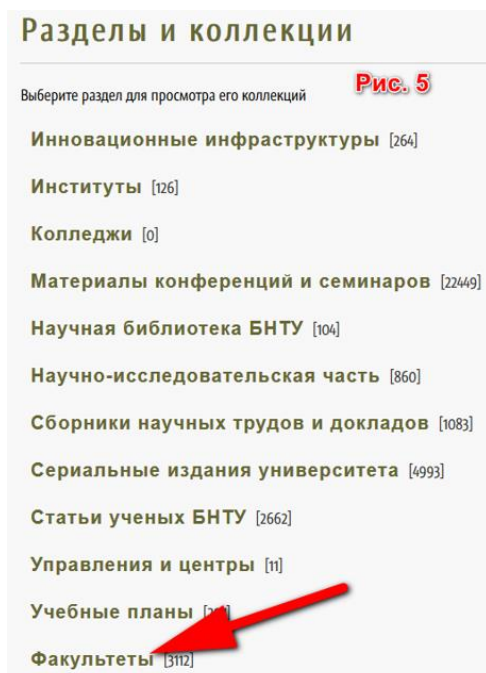 Разделы и коллекции
Рис. 5
Выберите раздел для просмотра его коллекций
Инновационные инфраструктуры [264]
Институты [126]
Колледжи [0]
Материалы конференций и семинаров [22449]
Научная библиотека БНТУ [104]
Научно-исследовательская часть [860]
Сборники научных трудов и докладов [1083]
Сериальные издания университета [4993]
Статьи ученых БНТУ [2662]
Управления и центры [11]
Учебные планы
Факультеты [3112]